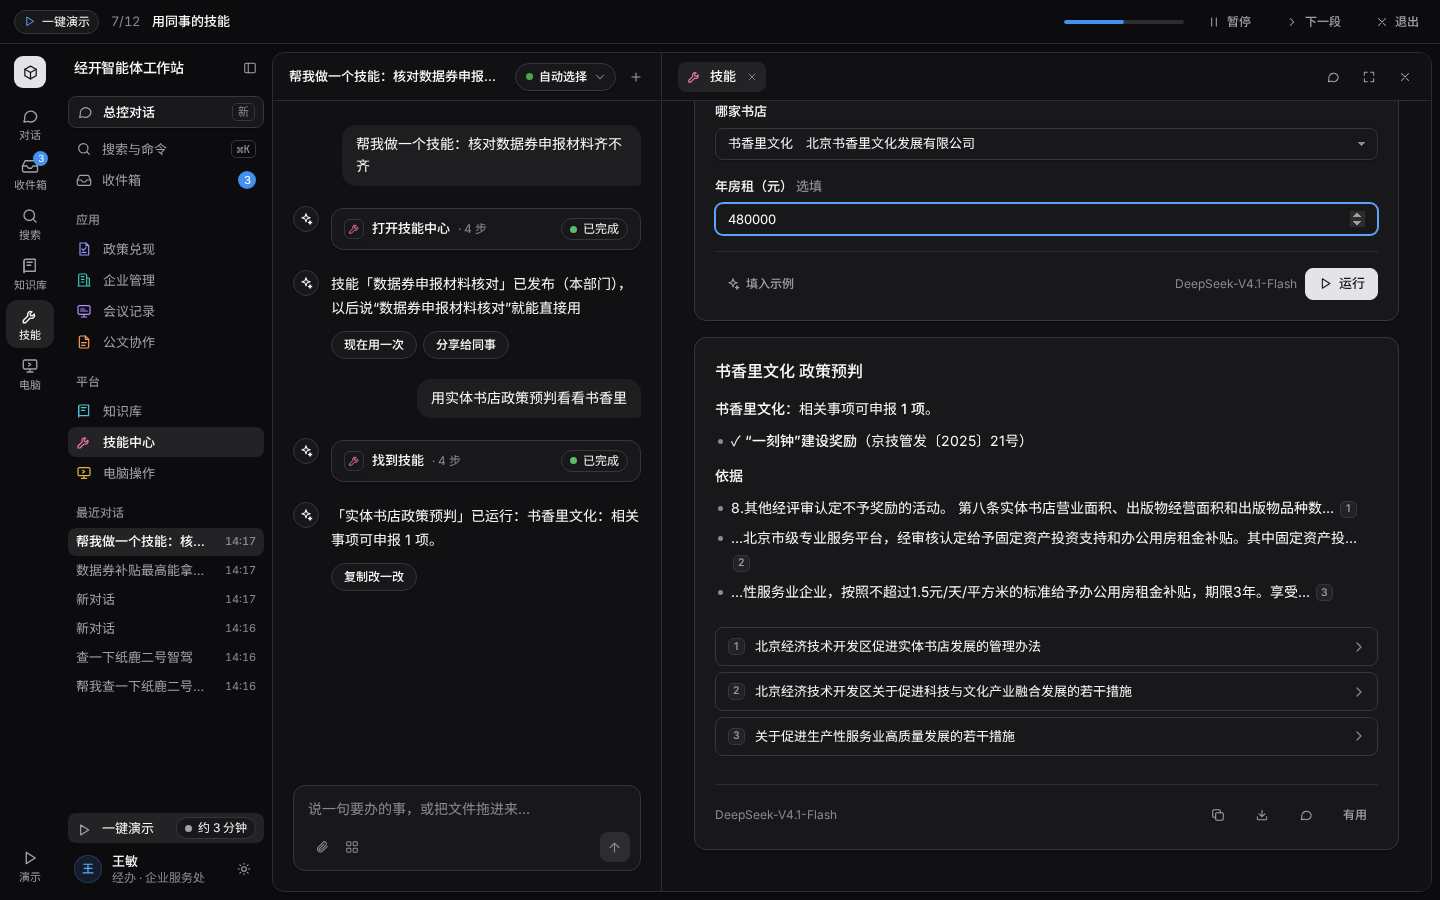 一键演示 7/12 用同事的技能 暂停 下一段 退出
对话
3
收件箱
搜索
知识库
技能
电脑
演示
经开智能体工作站
总控对话 新
搜索与命令 ⌘K
收件箱 3
应用
政策兑现
企业管理
会议记录
公文协作
平台
知识库
技能中心
电脑操作
最近对话
帮我做一个技能：核... 14:17
数据券补贴最高能拿... 14:17
新对话 14:17
新对话 14:16
查一下纸鹿二号智驾 14:16
帮我查一下纸鹿二号... 14:16
一键演示 约 3 分钟
王 王敏
经办 · 企业服务处
帮我做一个技能：核对数据券申报... 自动选择
帮我做一个技能：核对数据券申报材料齐不
齐
打开技能中心 · 4 步 已完成
技能「数据券申报材料核对」已发布（本部门），
以后说“数据券申报材料核对”就能直接用
现在用一次 分享给同事
用实体书店政策预判看看书香里
找到技能 · 4 步 已完成
「实体书店政策预判」已运行：书香里文化：相关
事项可申报 1 项。
复制改一改
说一句要办的事，或把文件拖进来...
技能
哪家书店
书香里文化 北京书香里文化发展有限公司
年房租（元） 选填
480000
填入示例 DeepSeek-V4.1-Flash 运行
书香里文化 政策预判
书香里文化：相关事项可申报 1 项。
✓ “一刻钟”建设奖励（京技管发〔2025〕21号）
依据
8.其他经评审认定不予奖励的活动。 第八条实体书店营业面积、出版物经营面积和出版物品种数... 1
...北京市级专业服务平台，经审核认定给予固定资产投资支持和办公用房租金补贴。其中固定资产投...
2
...性服务业企业，按照不超过1.5元/天/平方米的标准给予办公用房租金补贴，期限3年。享受... 3
1 北京经济技术开发区促进实体书店发展的管理办法
2 北京经济技术开发区关于促进科技与文化产业融合发展的若干措施
3 关于促进生产性服务业高质量发展的若干措施
DeepSeek-V4.1-Flash 有用